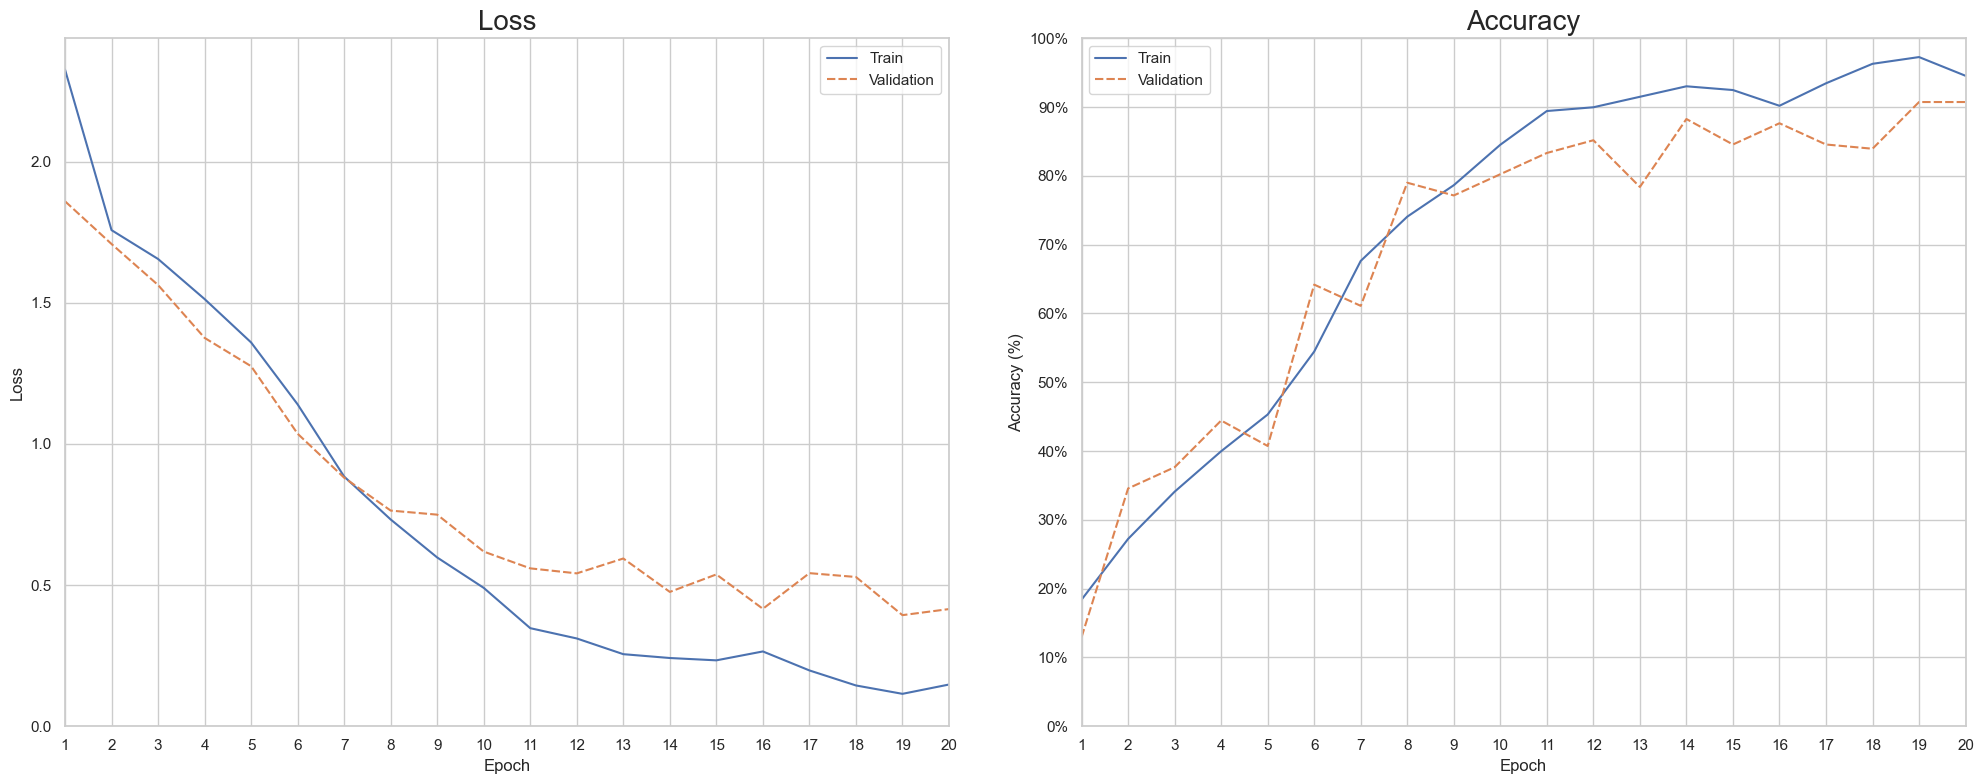 Loss
Train
Validation
2.0
1.5
1.0
0.5
0.0
Loss
1 2 3 4 5 6 7 8 9 10 11 12 13 14 15 16 17 18 19 20
Epoch
Accuracy
Train
Validation
100%
90%
80%
70%
60%
50%
40%
30%
20%
10%
0%
Accuracy (%)
1 2 3 4 5 6 7 8 9 10 11 12 13 14 15 16 17 18 19 20
Epoch